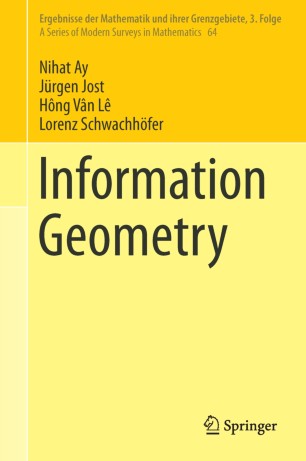 Ergebnisse der Mathematik und ihrer Grenzgebiete, 3. Folge
A Series of Modern Surveys in Mathematics 64
Nihat Ay
Jürgen Jost
Hông Vân Lê
Lorenz Schwachhöfer
Information
Geometry
Springer